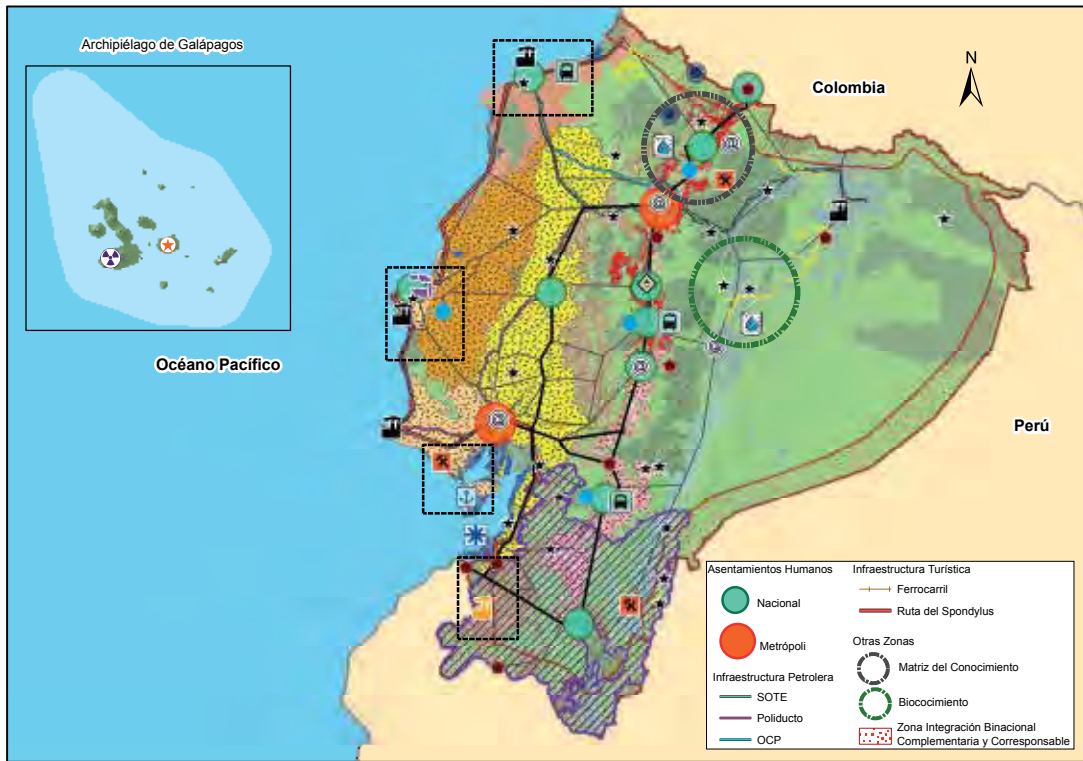 Archipiélago de Galápagos
N
Colombia
Océano Pacífico
Perú
Asentamientos Humanos
Nacional
Metrópoli
Infraestructura Petrolera
SOTE
Poliducto
OCP
Infraestructura Turística
Ferrocarril
Ruta del Spondylus
Otras Zonas
Matriz del Conocimiento
Biococimiento
Zona Integración Binacional
Complementaria y Corresponsable